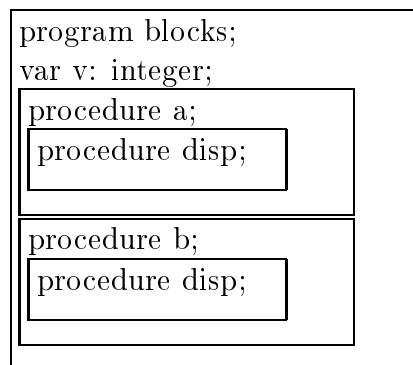 program blocks;
var v: integer;
procedure a;
procedure disp;
procedure b;
procedure disp;